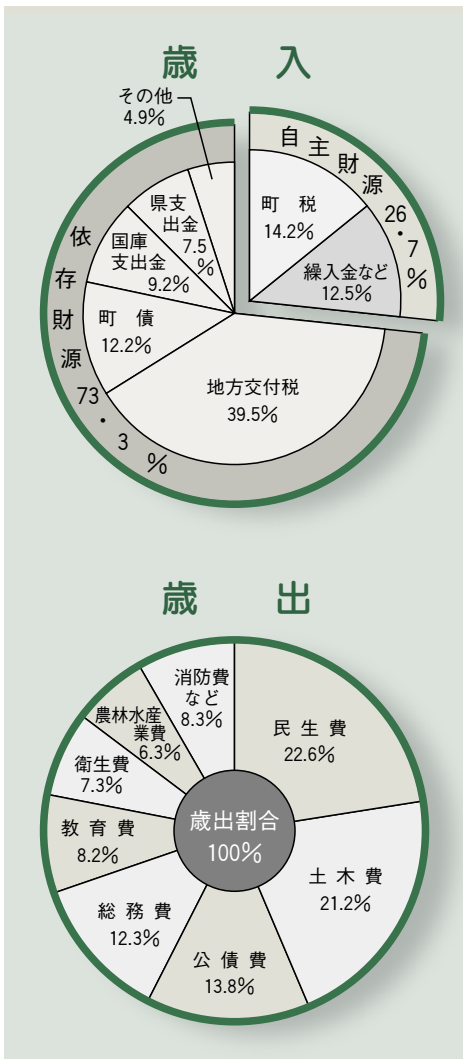 歳 入
その他
4.9%
自主財源 26・7%
町 税
14.2%
繰入金など
12.5%
依存財源 73・3%
県支
出金
7.5
%
国庫
支出金
9.2%
町 債
12.2%
地方交付税
39.5%
歳 出
消防費
など
8.3%
農林水産
業費
6.3%
衛生費
7.3%
教 育 費
8.2%
総 務 費
12.3%
公 債 費
13.8%
土 木 費
21.2%
民 生 費
22.6%
歳出割合
100%